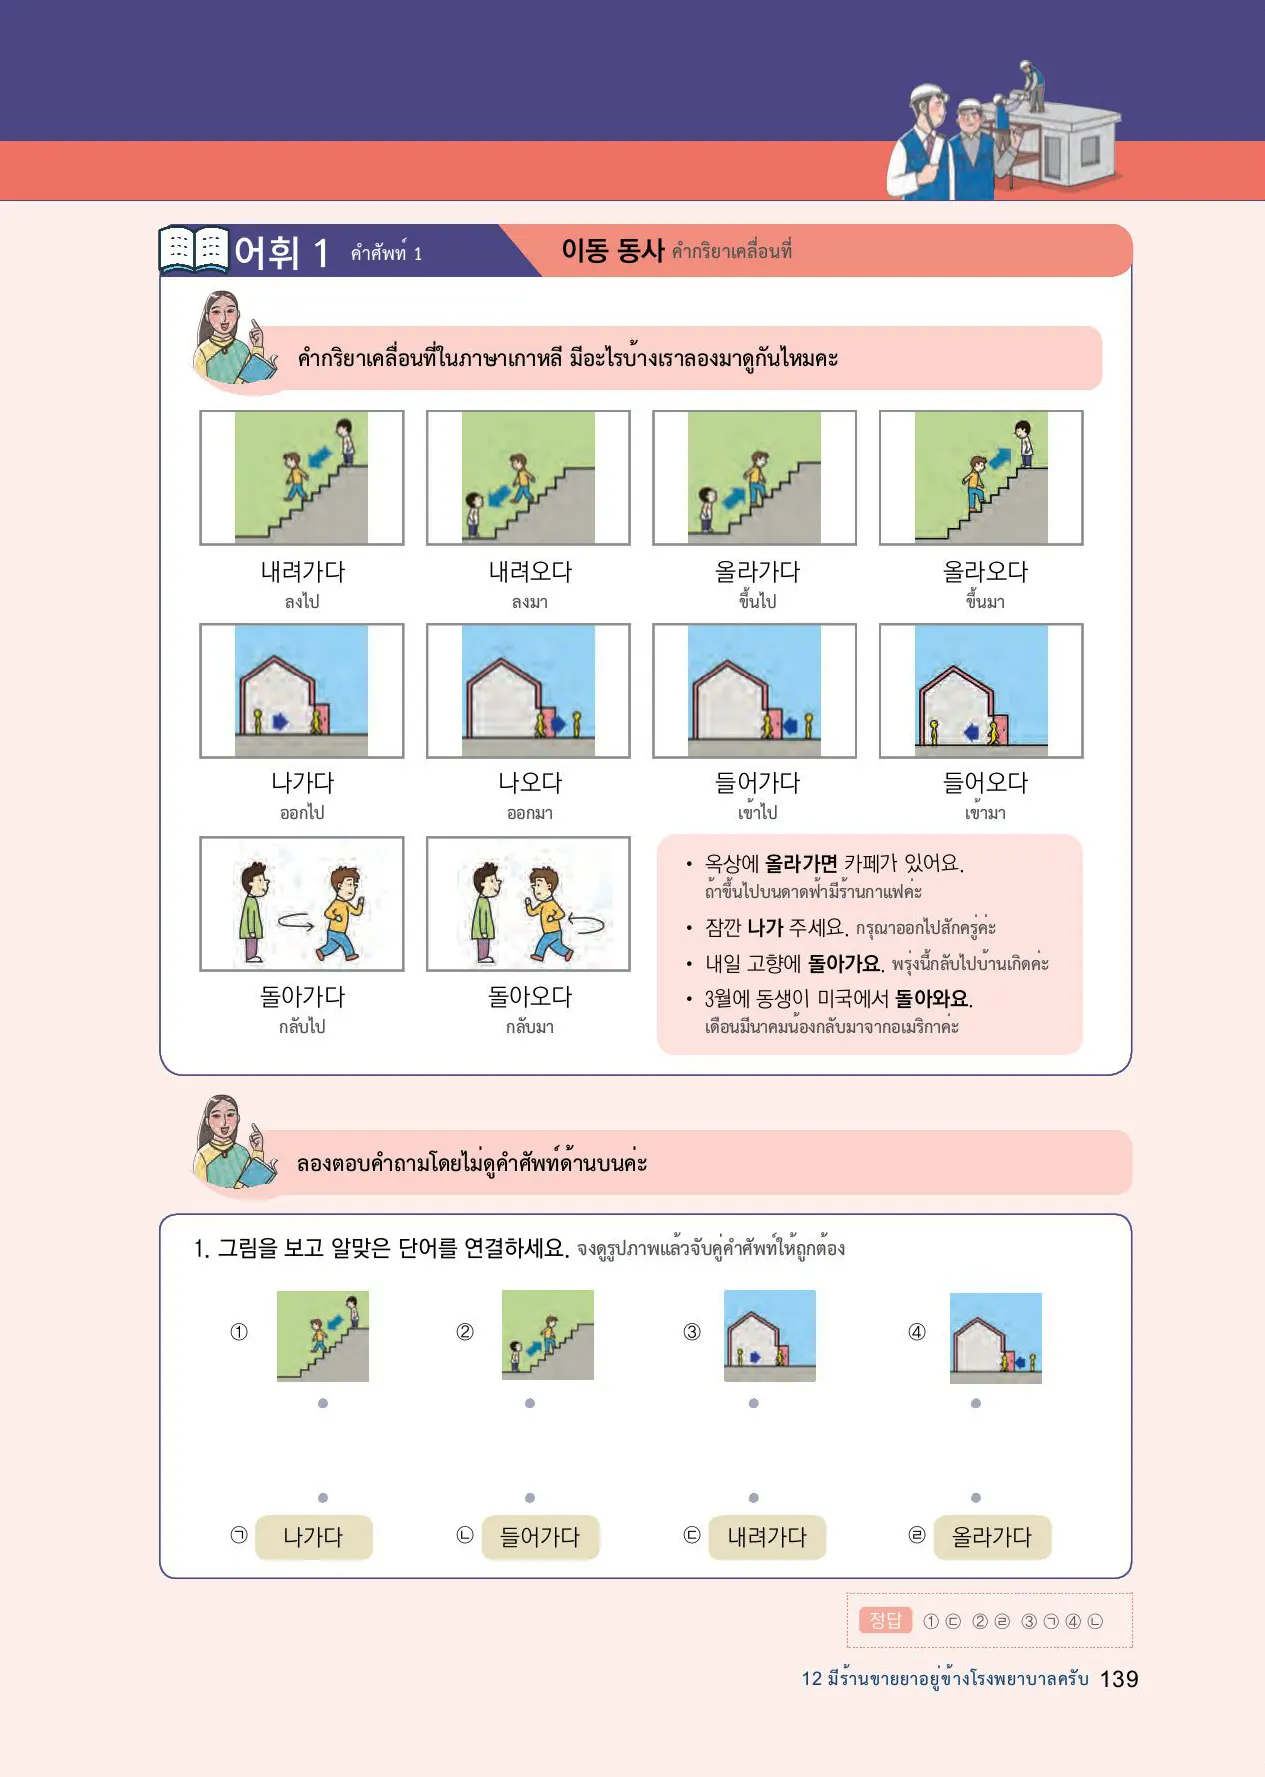 어휘 1 คำศัพท์ 1 이동 동사 คำกริยาเคลื่อนที่
คำกริยาเคลื่อนที่ในภาษาเกาหลี มีอะไรบ้างเราลองมาดูกันไหมคะ
내려가다 내려오다 올라가다 올라오다
ลงไป ลงมา ขึ้นไป ขึ้นมา
나가다 나오다 들어가다 들어오다
ออกไป ออกมา เข้าไป เข้ามา
돌아가다 돌아오다
กลับไป กลับมา
• 옥상에 올라가면 카페가 있어요.
ถ้าขึ้นไปบนดาดฟ้ามีร้านกาแฟค่ะ
• 잠깐 나가 주세요. กรุณาออกไปสักครู่ค่ะ
• 내일 고향에 돌아가요. พรุ่งนี้กลับไปบ้านเกิดค่ะ
• 3월에 동생이 미국에서 돌아와요.
เดือนมีนาคมน้องกลับมาจากอเมริกาค่ะ
ลองตอบคำถามโดยไม่ดูคำศัพท์ด้านบนค่ะ
1. 그림을 보고 알맞은 단어를 연결하세요. จงดูรูปภาพแล้วจับคู่คำศัพท์ให้ถูกต้อง
① ② ③ ④
㉠ 나가다 ㉡ 들어가다 ㉢ 내려가다 ㉣ 올라가다
정답 ① ㉢ ② ㉣ ③ ㉠ ④ ㉡
12 มีร้านขายยาอยู่ข้างโรงพยาบาลครับ 139